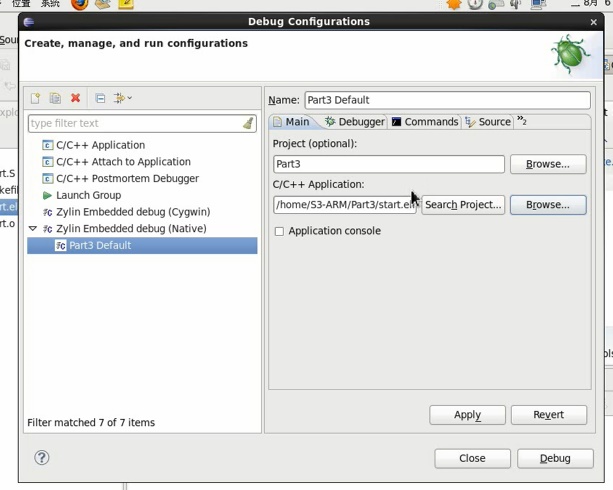 位置 系统
二 8月 6
Debug Configurations
Create, manage, and run configurations
type filter text
C/C++ Application
C/C++ Attach to Application
C/C++ Postmortem Debugger
Launch Group
Zylin Embedded debug (Cygwin)
Zylin Embedded debug (Native)
Part3 Default
Filter matched 7 of 7 items
Name: Part3 Default
Main Debugger Commands Source »2
Project (optional):
Part3 Browse...
C/C++ Application:
/home/S3-ARM/Part3/start.el Search Project... Browse...
Application console
Apply Revert
? Close Debug
rt.S
rt.el
rt.o